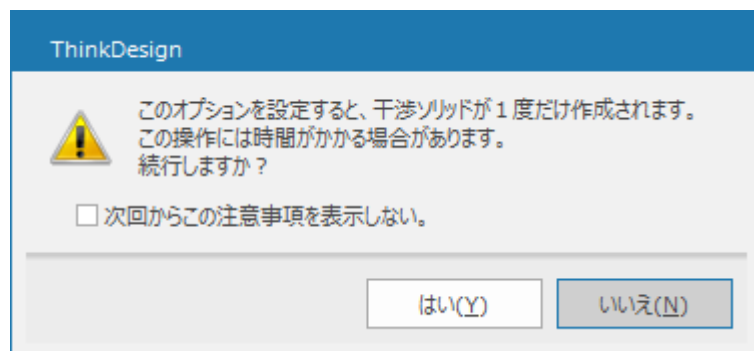 ThinkDesign
このオプションを設定すると、干渉ソリッドが１度だけ作成されます。
この操作には時間がかかる場合があります。
続行しますか？
次回からこの注意事項を表示しない。
はい(Y)
いいえ(N)